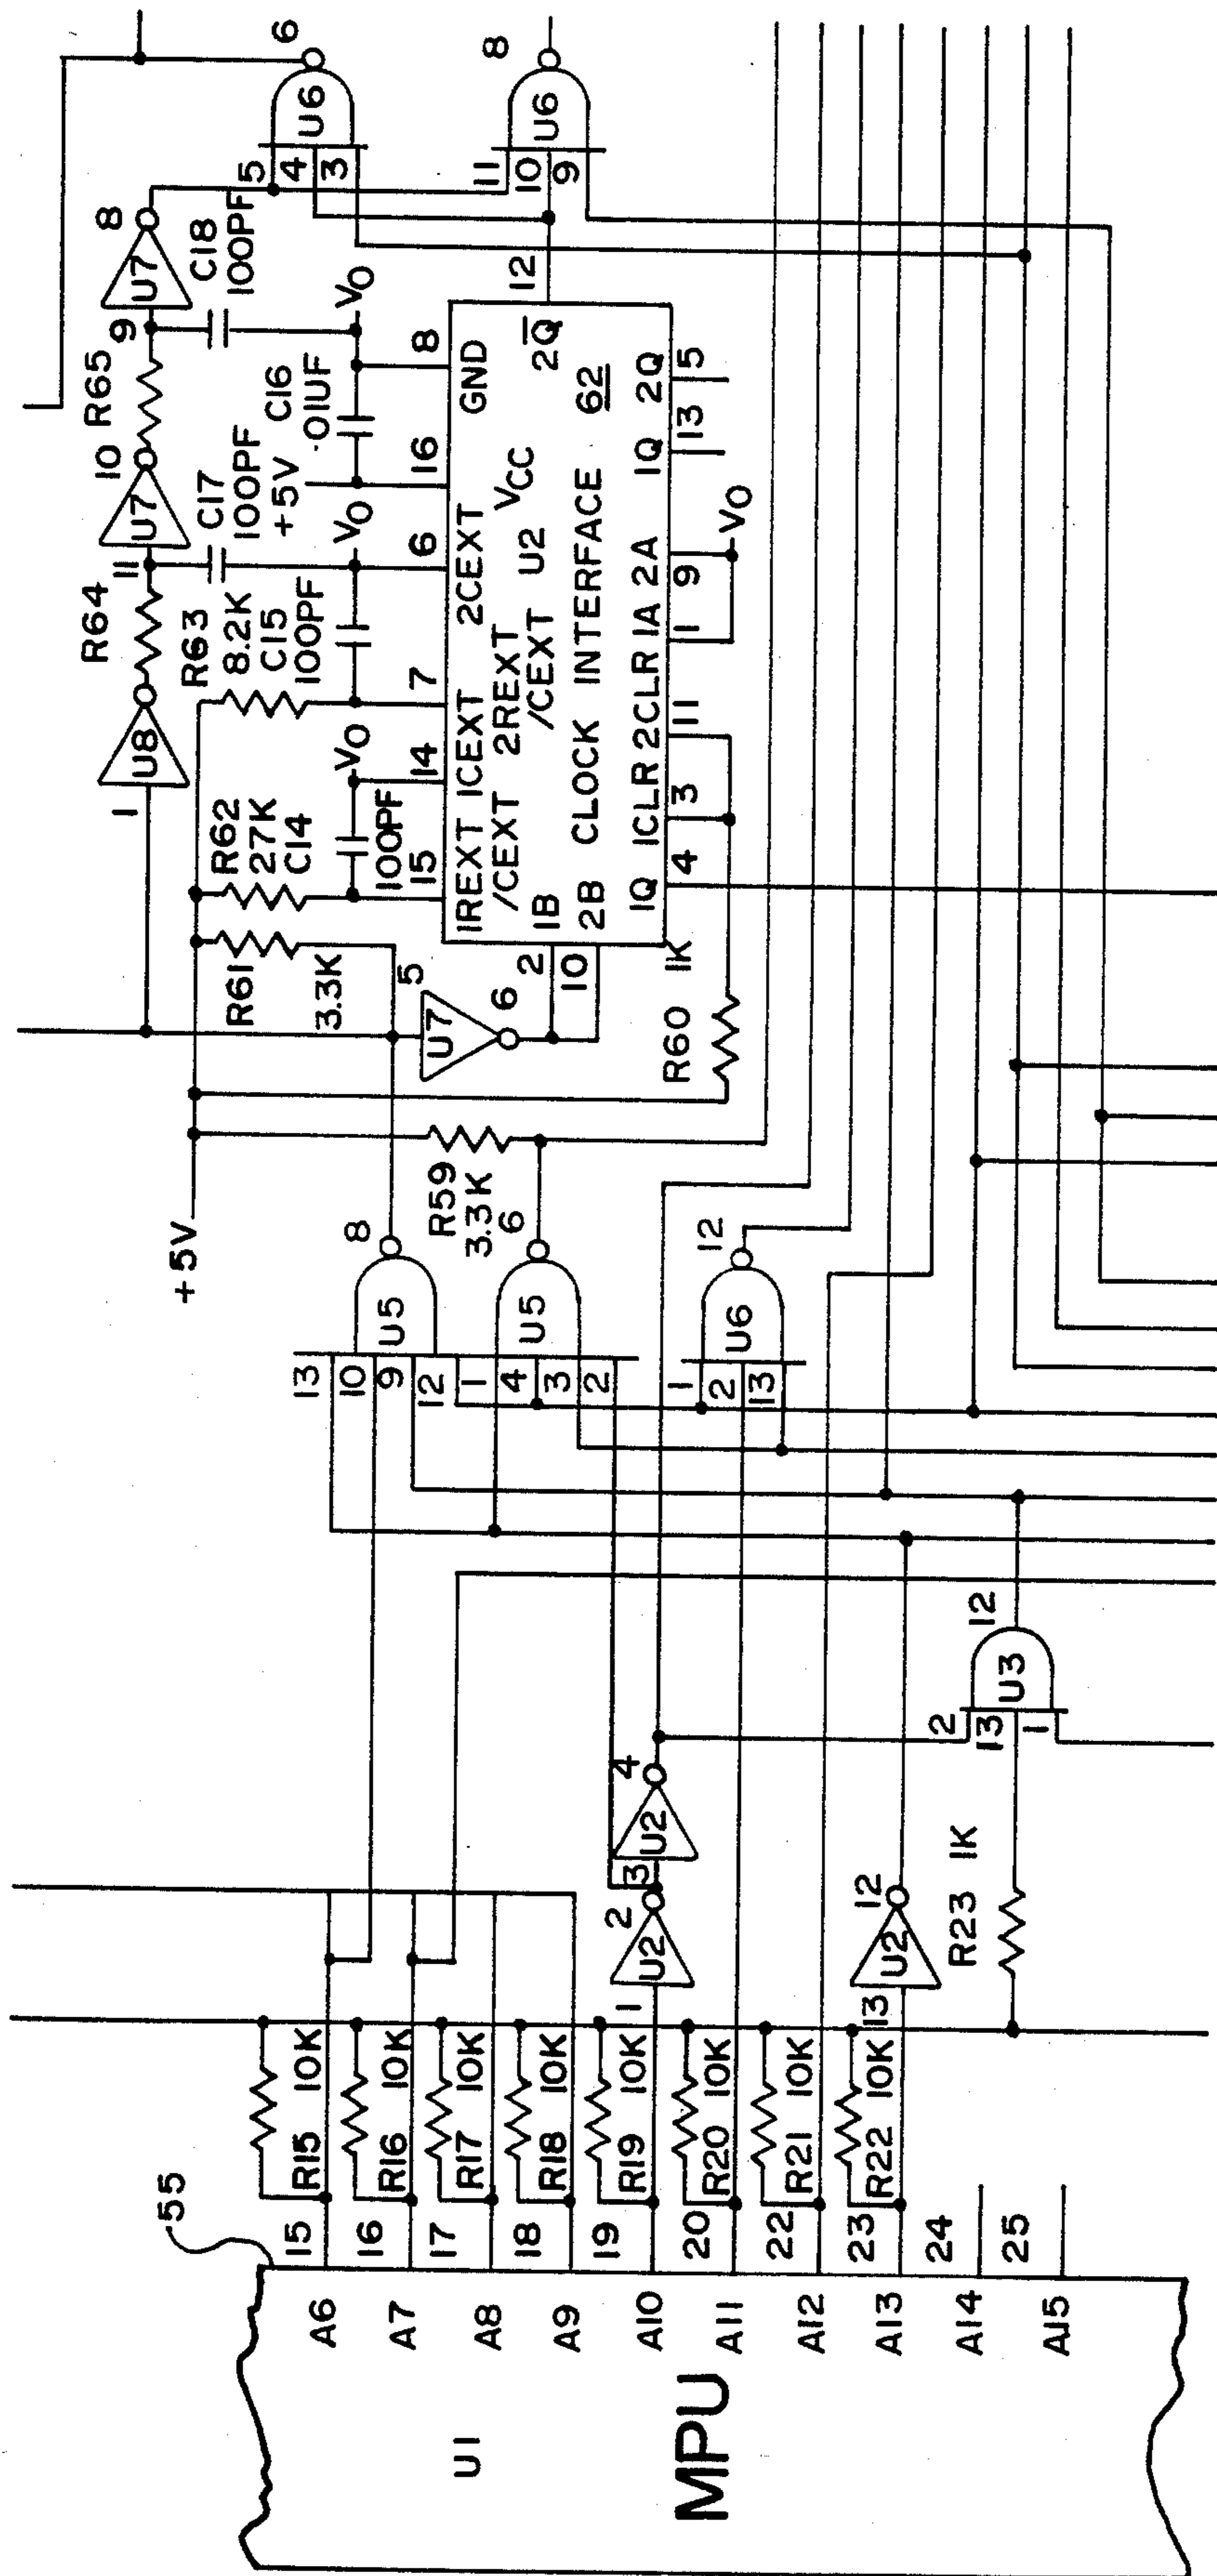 55
U1
MPU
A6
A7
A8
A9
A10
A11
A12
A13
A14
A15
15
16
17
18
19
20
22
23
24
25
R15 10K
R16 10K
R17 10K
R18 10K
R19 10K
R20 10K
R21 10K
R22 10K
1
U2
2
3
U2
4
13
U2
12
R23 1K
2
13
1
U3
12
13
10
9
12
U5
8
1
4
3
2
U5
6
1
2
13
U6
12
+5V
R59
3.3K
R61
3.3K
5
U7
6
R60
1K
R62
27K
C14
100PF
15
VO
14
R63
8.2K
C15
100PF
7
VO
6
+5V
16
C16
.01UF
VO
8
1
U8
R64
11
C17
100PF
U7
10
R65
9
C18
100PF
U7
8
1REXT
/CEXT
1CEXT
2REXT
/CEXT
2CEXT
U2
VCC
GND
1B
2B
CLOCK INTERFACE 62
2Q̅
1Q
1CLR
2CLR
1A
2A
1Q
2Q
2
10
4
3
11
1
9
VO
13
5
12
5
4
3
U6
6
11
10
9
U6
8